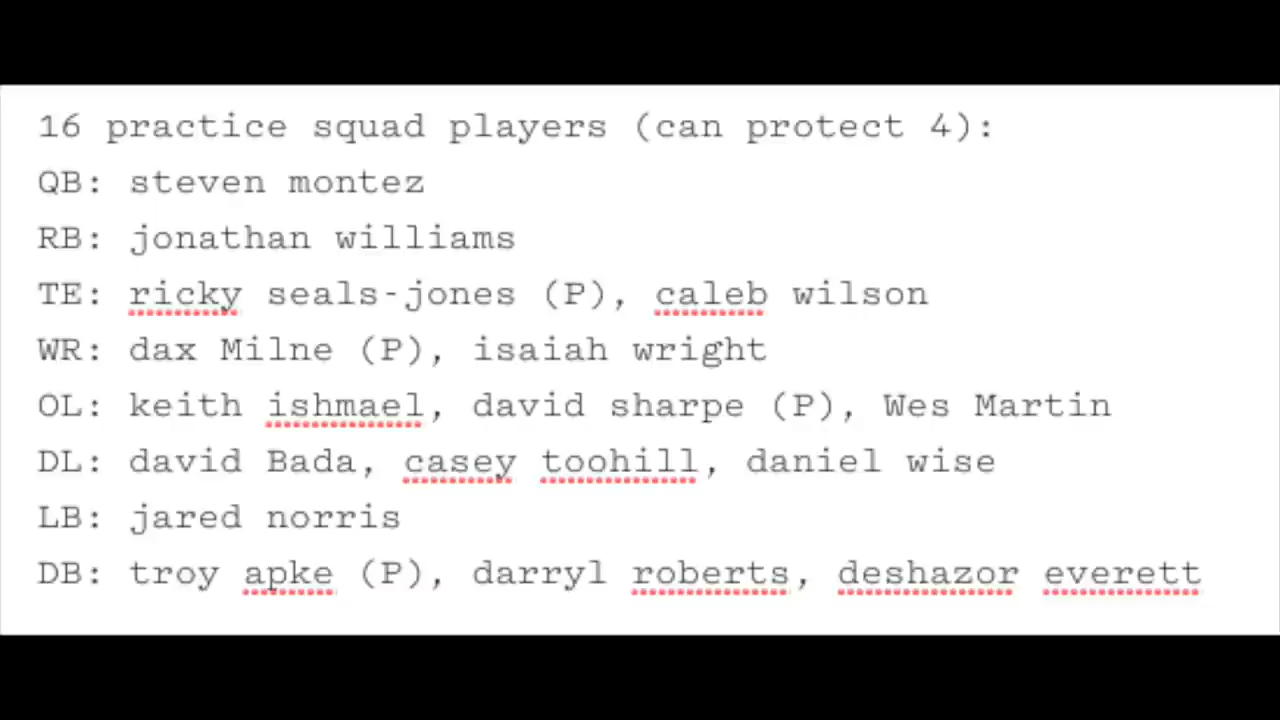 16 practice squad players (can protect 4):
QB: steven montez
RB: jonathan williams
TE: ricky seals-jones (P), caleb wilson
WR: dax Milne (P), isaiah wright
OL: keith ishmael, david sharpe (P), Wes Martin
DL: david Bada, casey toohill, daniel wise
LB: jared norris
DB: troy apke (P), darryl roberts, deshazor everett